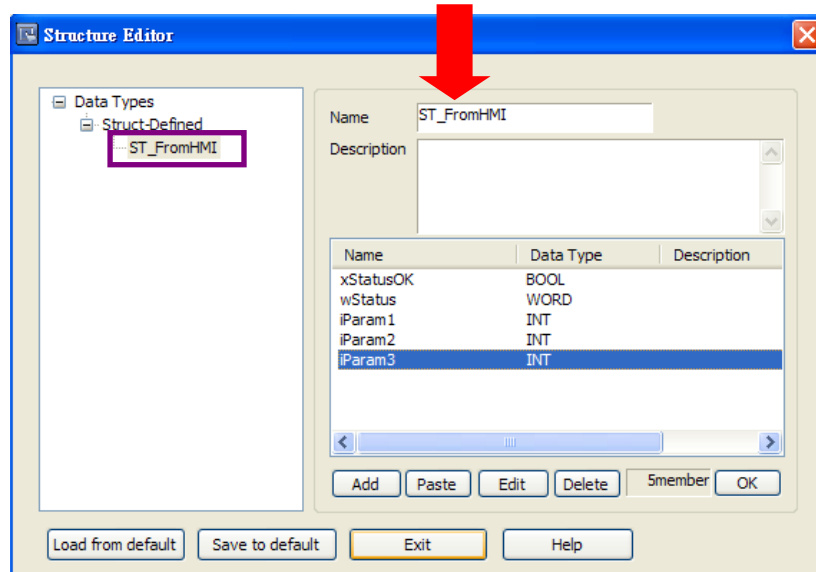 Structure Editor
Data Types
Struct-Defined
ST_FromHMI
Name ST_FromHMI
Description
Name Data Type Description
xStatusOK BOOL
wStatus WORD
iParam1 INT
iParam2 INT
iParam3 INT
Add Paste Edit Delete 5member OK
Load from default Save to default Exit Help